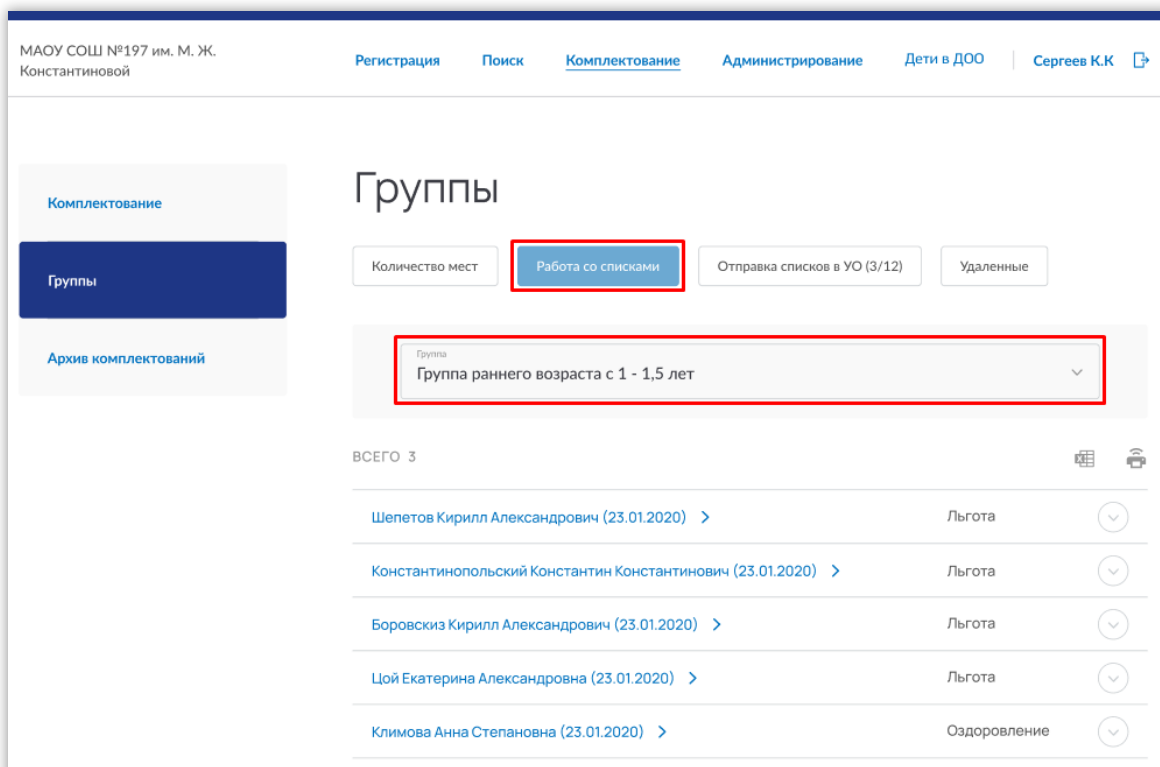 МАОУ СОШ №197 им. М. Ж.
Константиновой
Регистрация Поиск Комплектование Администрирование Дети в ДОО Сергеев К.К
Комплектование
Группы
Архив комплектований
Группы
Количество мест Работа со списками Отправка списков в УО (3/12) Удаленные
Группа
Группа раннего возраста с 1 - 1,5 лет
ВСЕГО 3
Шепетов Кирилл Александрович (23.01.2020) Льгота
Константинопольский Константин Константинович (23.01.2020) Льгота
Боровскиз Кирилл Александрович (23.01.2020) Льгота
Цой Екатерина Александровна (23.01.2020) Льгота
Климова Анна Степановна (23.01.2020) Оздоровление